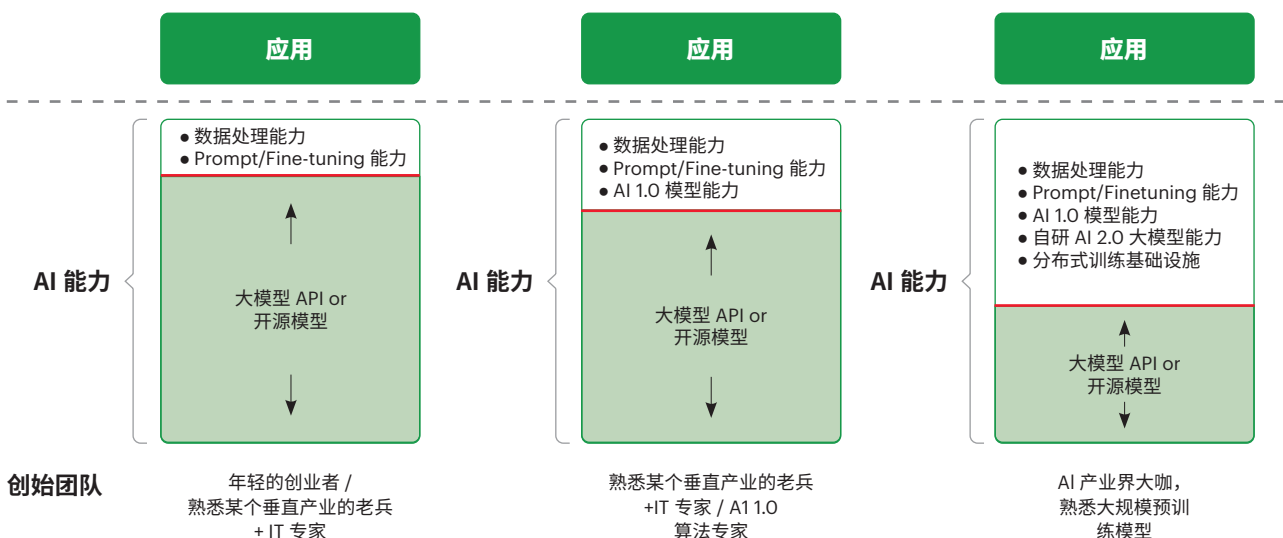 应用
应用
应用
AI 能力
● 数据处理能力
● Prompt/Fine-tuning 能力
大模型 API or
开源模型
AI 能力
● 数据处理能力
● Prompt/Fine-tuning 能力
● AI 1.0 模型能力
大模型 API or
开源模型
AI 能力
● 数据处理能力
● Prompt/Finetuning 能力
● AI 1.0 模型能力
● 自研 AI 2.0 大模型能力
● 分布式训练基础设施
大模型 API or
开源模型
创始团队
年轻的创业者 /
熟悉某个垂直产业的老兵
+ IT 专家
熟悉某个垂直产业的老兵
+IT 专家 / A1 1.0
算法专家
AI 产业界大咖，
熟悉大规模预训
练模型